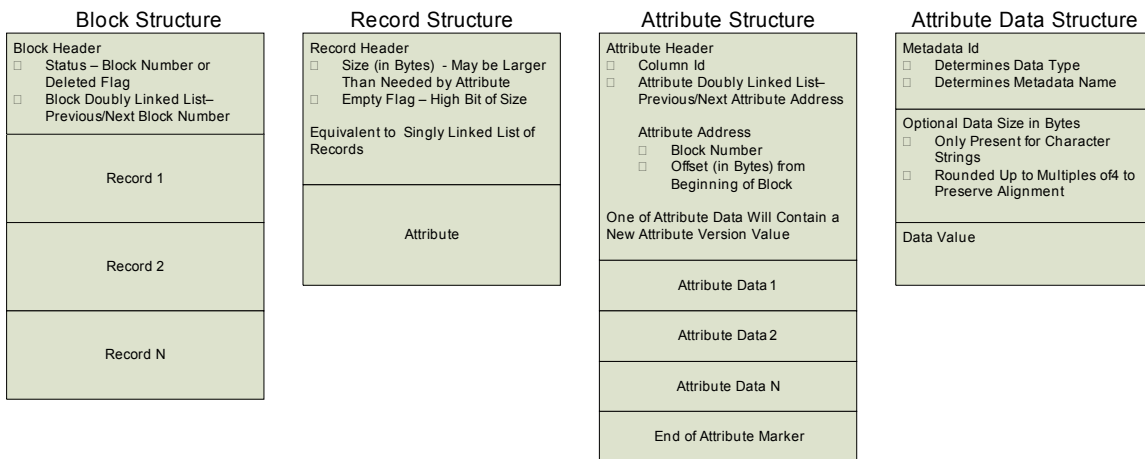 Block Structure
Block Header
Status – Block Number or
Deleted Flag
Block Doubly Linked List–
Previous/Next Block Number
Record 1
Record 2
Record N
Record Structure
Record Header
Size (in Bytes) - May be Larger
Than Needed by Attribute
Empty Flag – High Bit of Size
Equivalent to Singly Linked List of
Records
Attribute
Attribute Structure
Attribute Header
Column Id
Attribute Doubly Linked List–
Previous/Next Attribute Address
Attribute Address
Block Number
Offset (in Bytes) from
Beginning of Block
One of Attribute Data Will Contain a
New Attribute Version Value
Attribute Data 1
Attribute Data 2
Attribute Data N
End of Attribute Marker
Attribute Data Structure
Metadata Id
Determines Data Type
Determines Metadata Name
Optional Data Size in Bytes
Only Present for Character
Strings
Rounded Up to Multiples of4 to
Preserve Alignment
Data Value